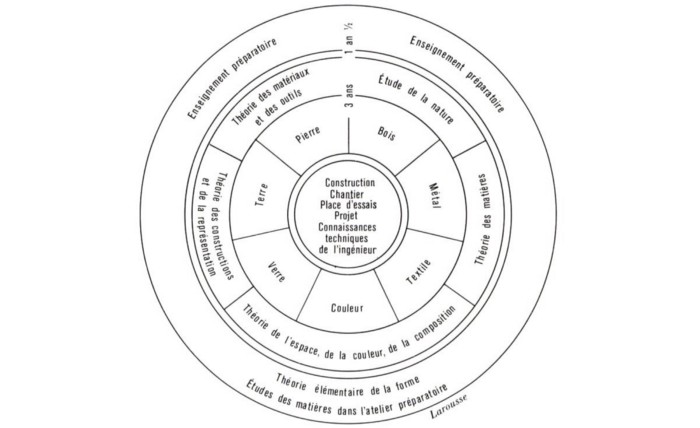 Enseignement préparatoire
1 an ½
Enseignement préparatoire
Théorie des matériaux
et des outils
3 ans
Étude de la nature
Pierre
Bois
Terre
Métal
Théorie des constructions
et de la représentation
Théorie des matières
Construction
Chantier
Place d'essais
Projet
Connaissances
techniques
de l'ingénieur
Verre
Textile
Couleur
Théorie de l'espace, de la couleur, de la composition
Théorie élémentaire de la forme
Études des matières dans l'atelier préparatoire
Larousse